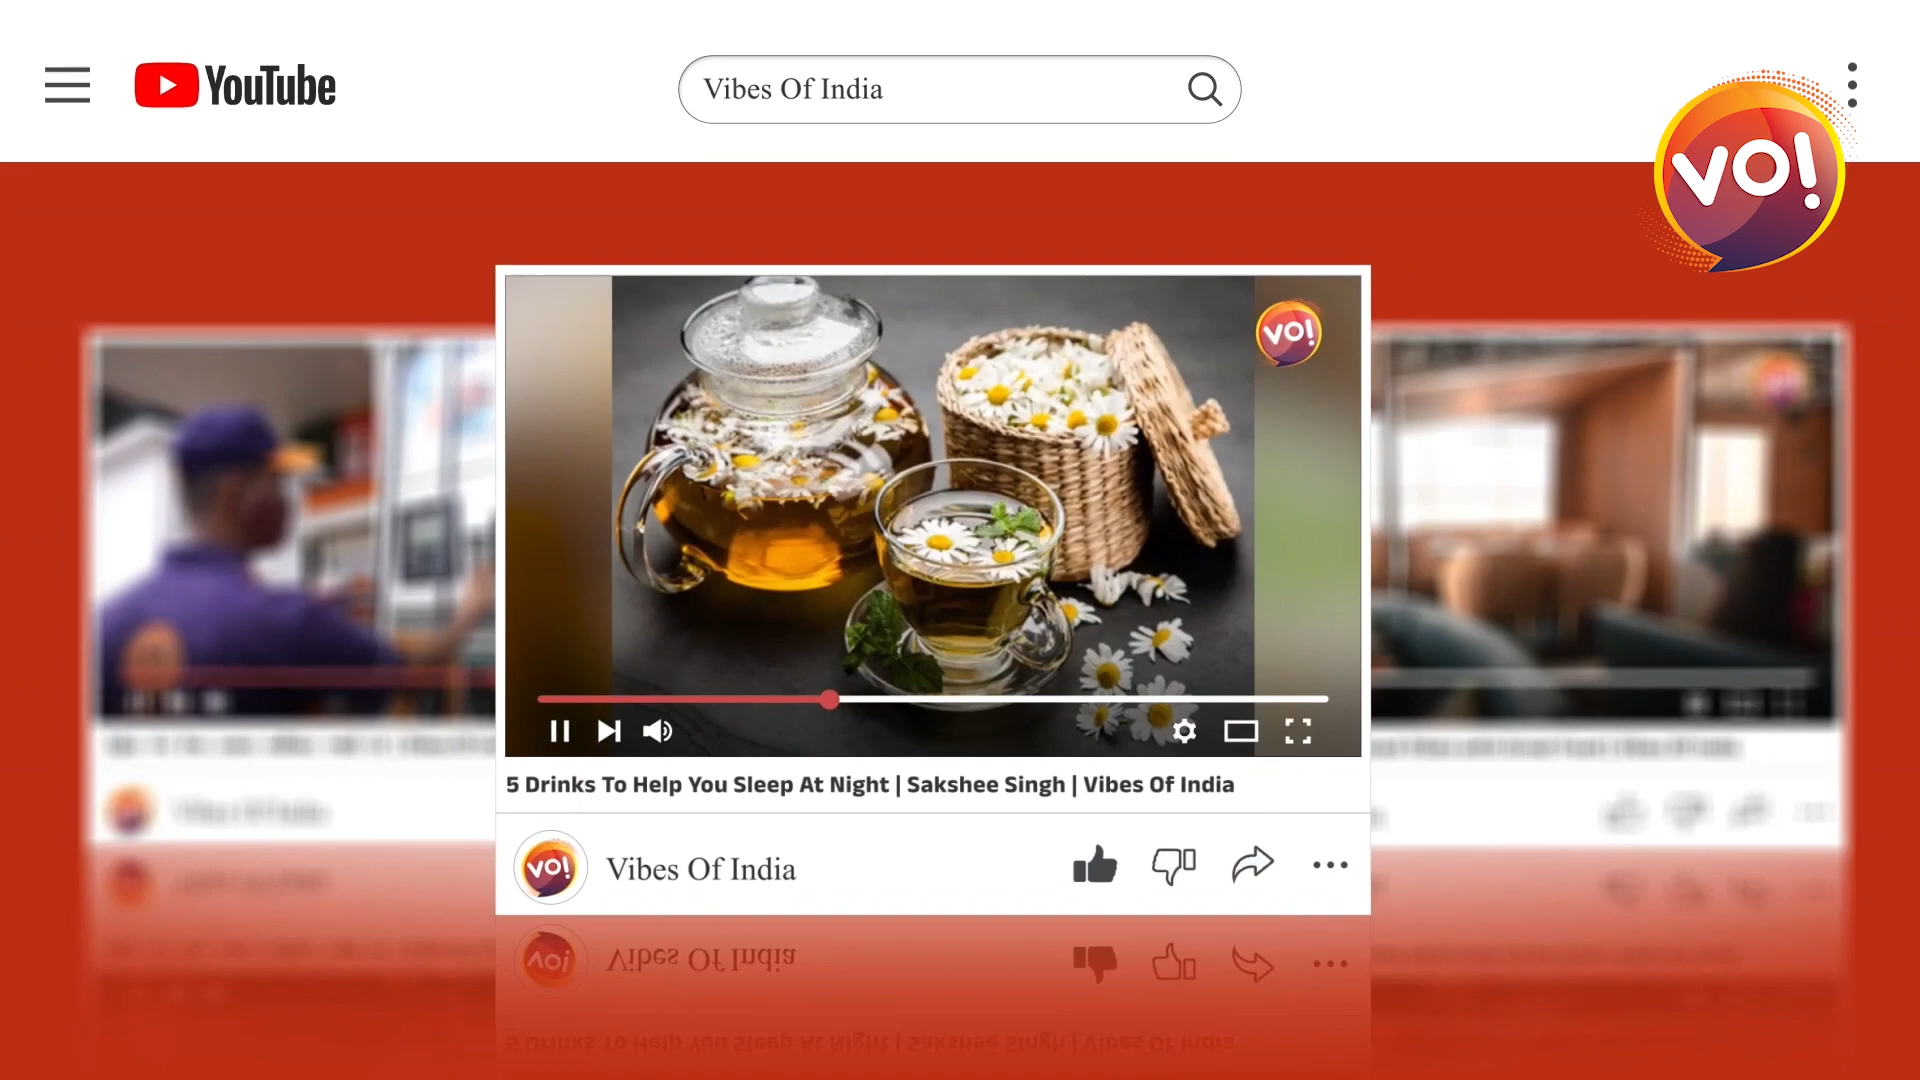 YouTube
Vibes Of India
VO!
VO!
5 Drinks To Help You Sleep At Night | Sakshee Singh | Vibes Of India
VO!
Vibes Of India